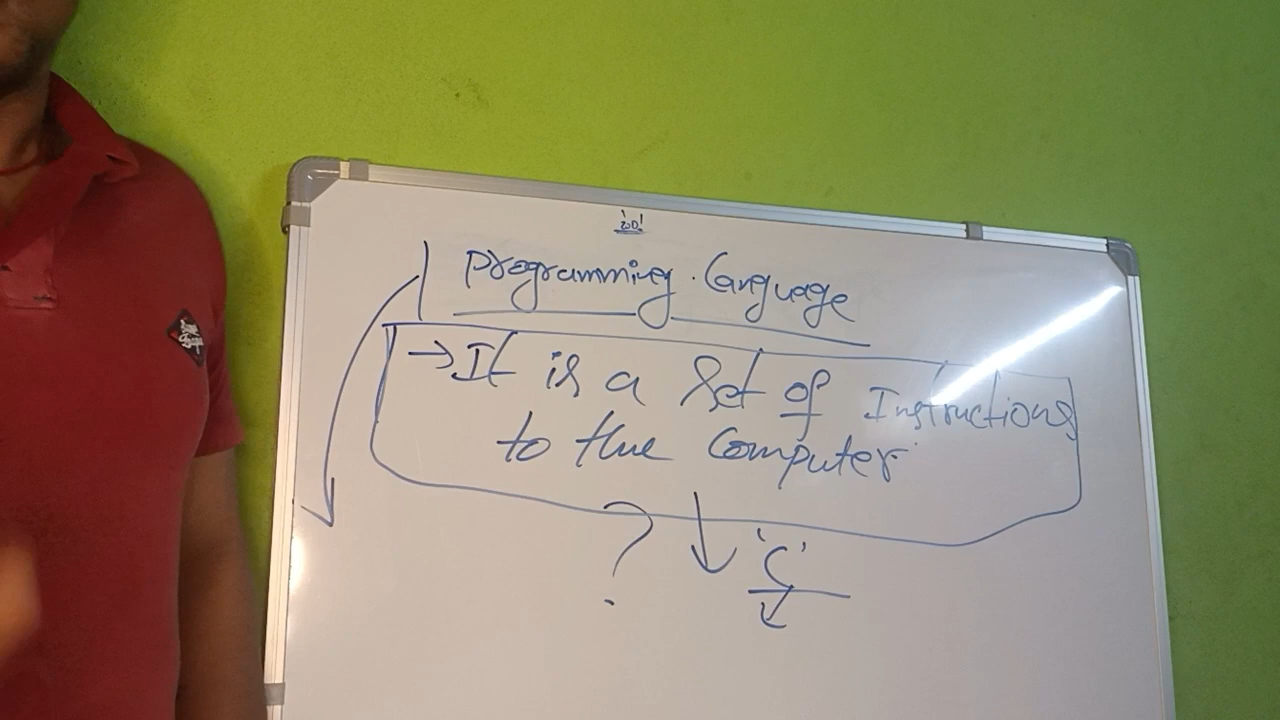 Programming Language
→ It is a set of Instructions
to the Computer
? ↓ 'C'